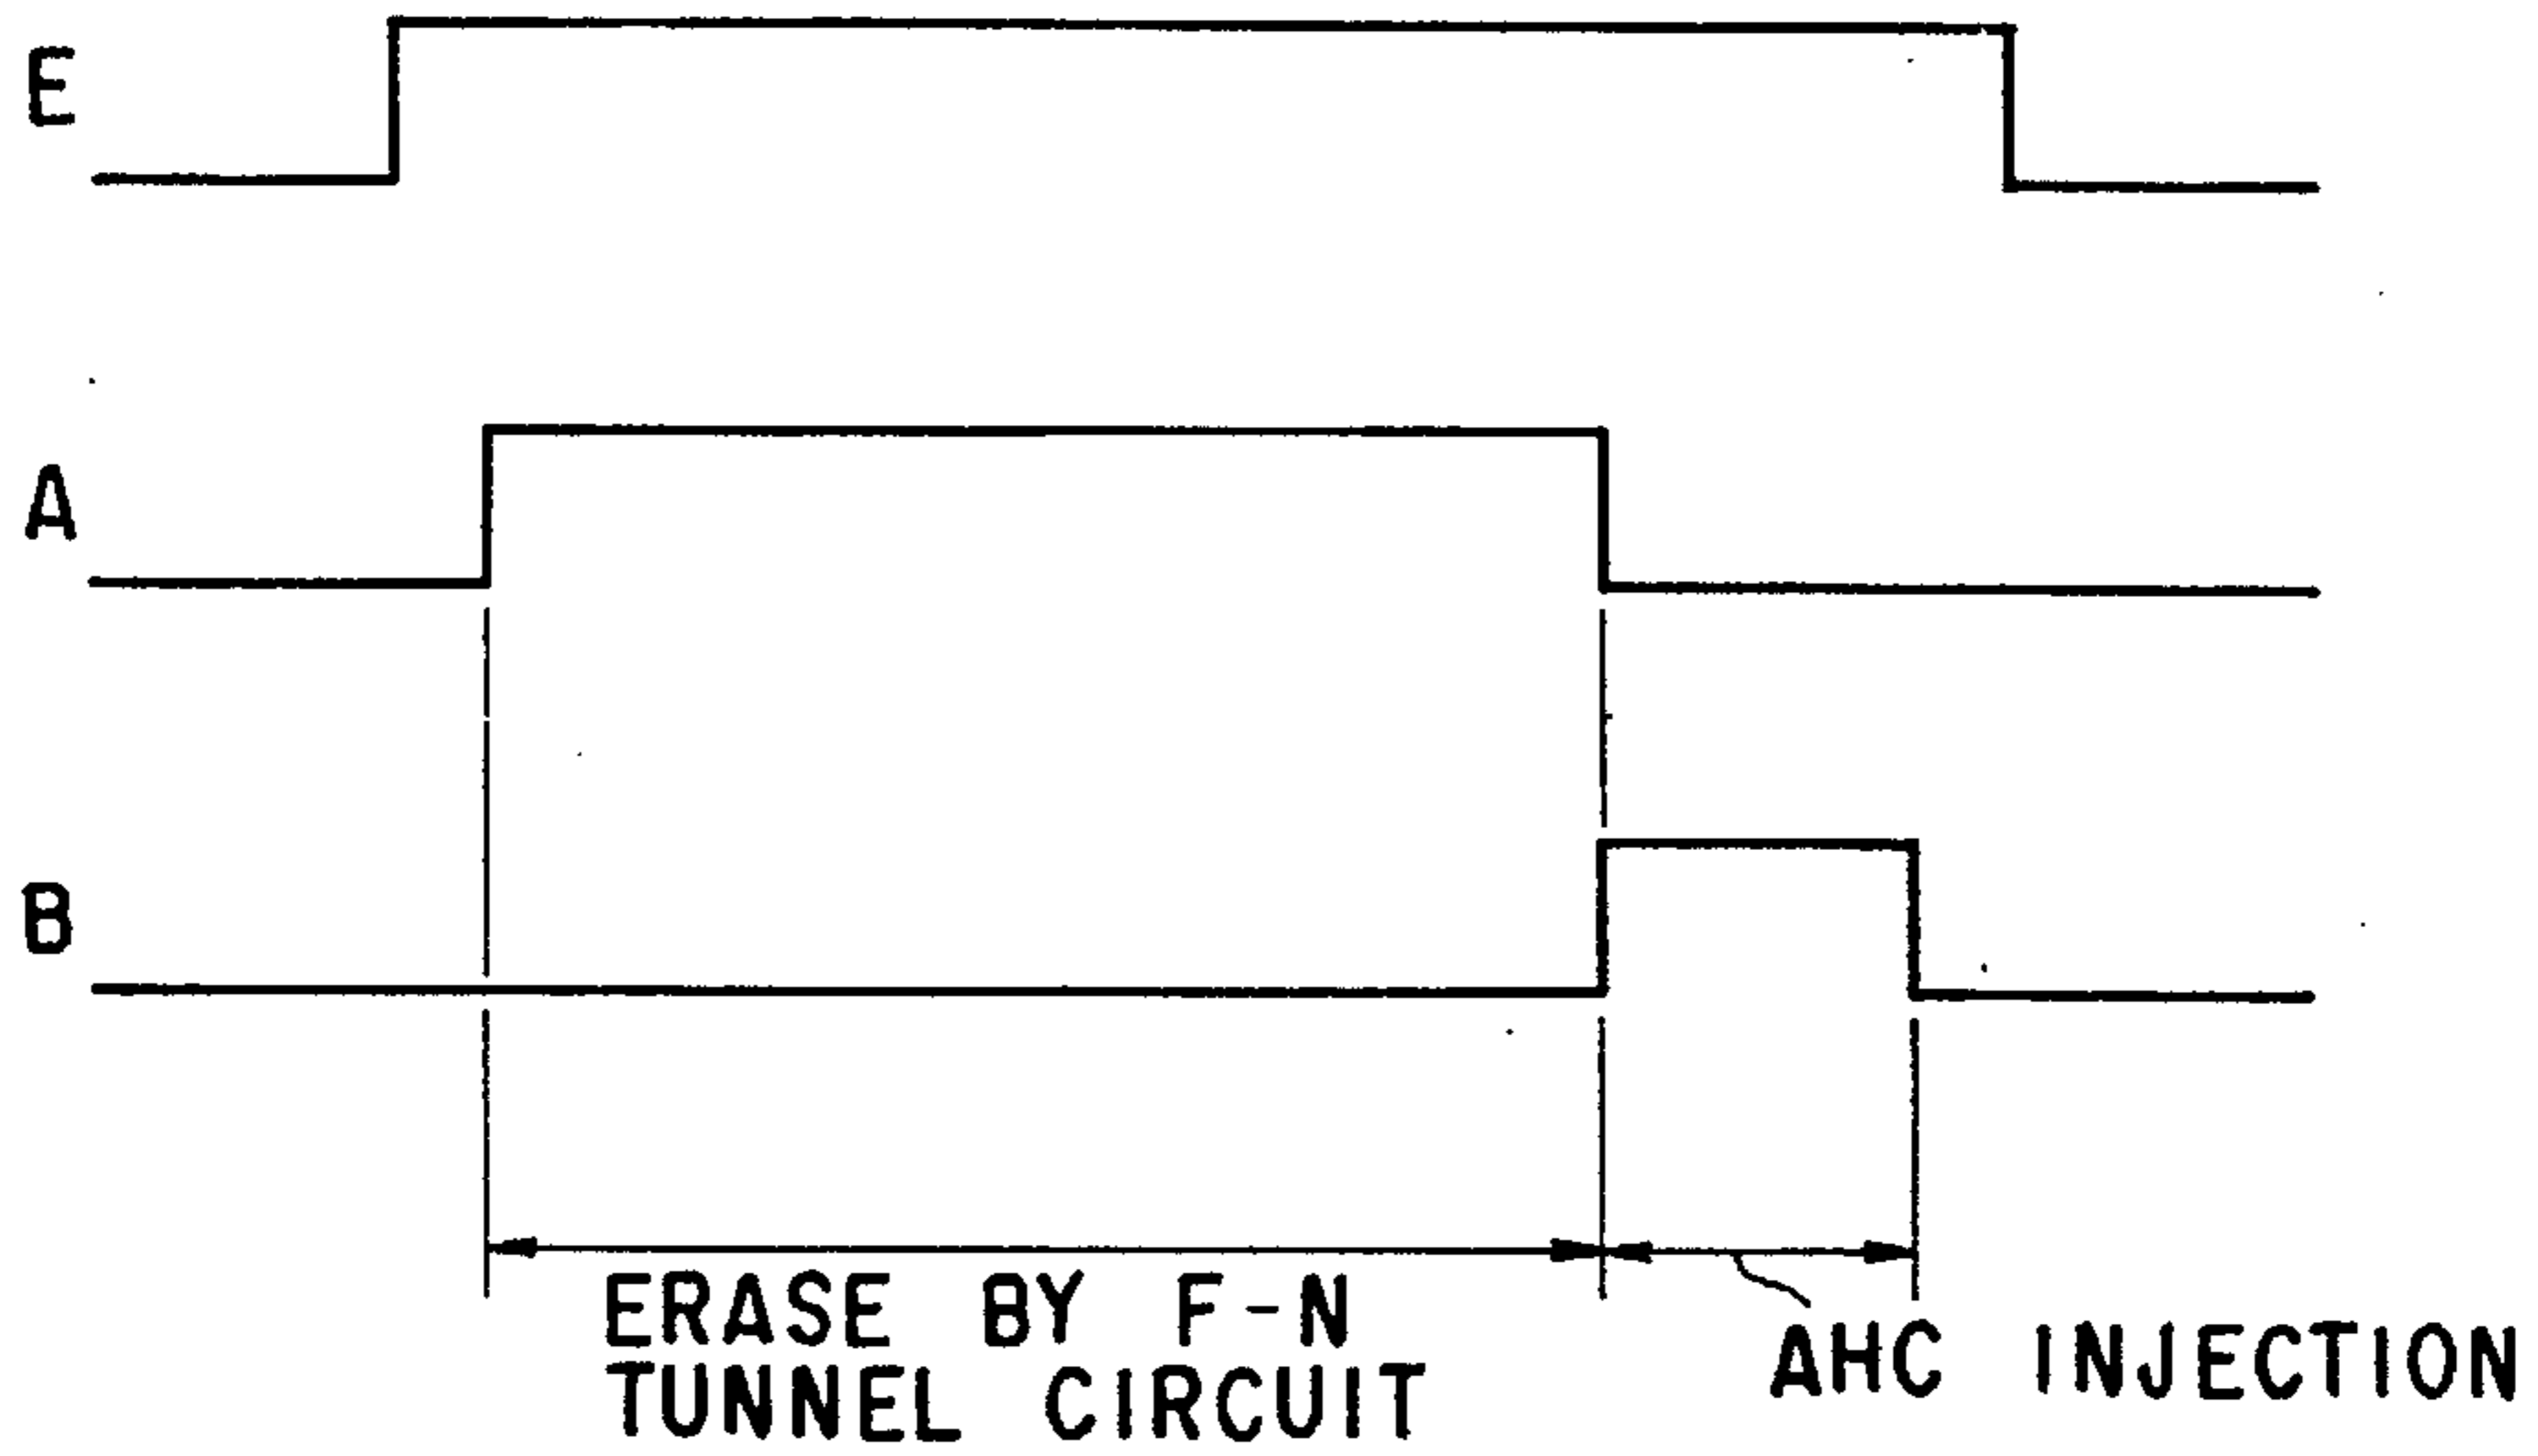 E
A
B
ERASE BY F-N
TUNNEL CIRCUIT
AHC INJECTION